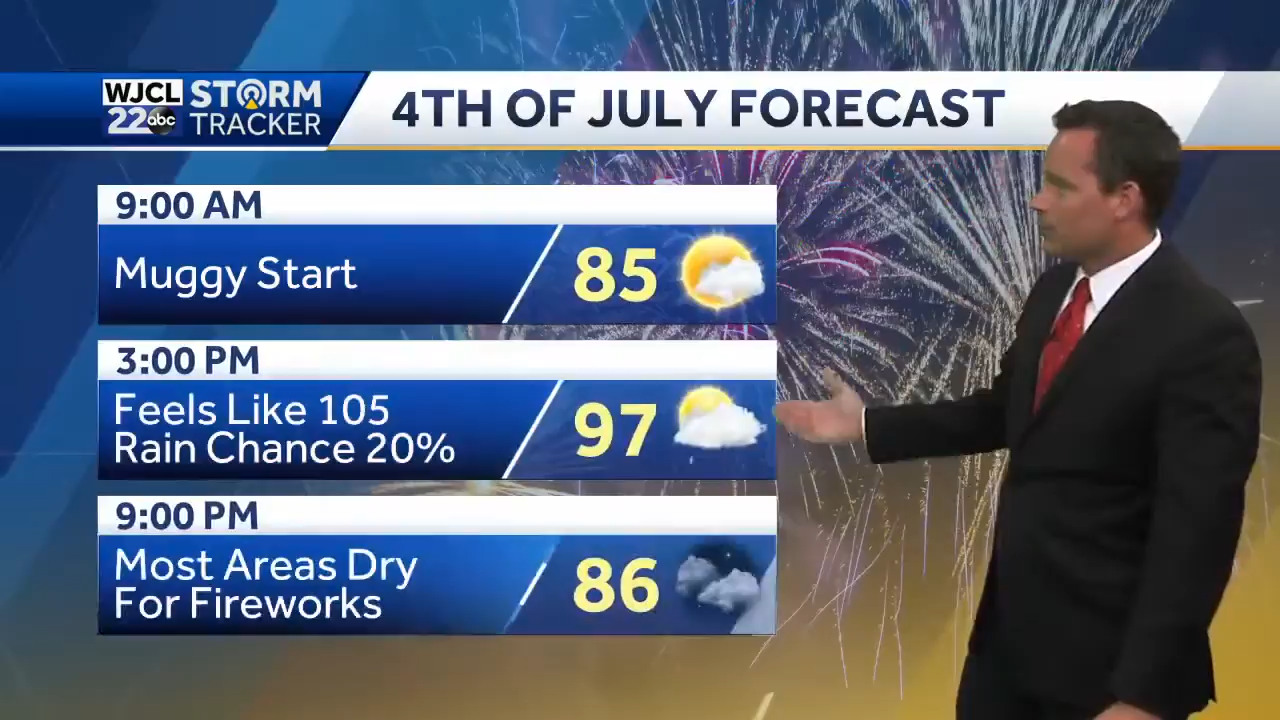 WJCL
22 abc
STORM
TRACKER
4TH OF JULY FORECAST
9:00 AM
Muggy Start
85
3:00 PM
Feels Like 105
Rain Chance 20%
97
9:00 PM
Most Areas Dry
For Fireworks
86